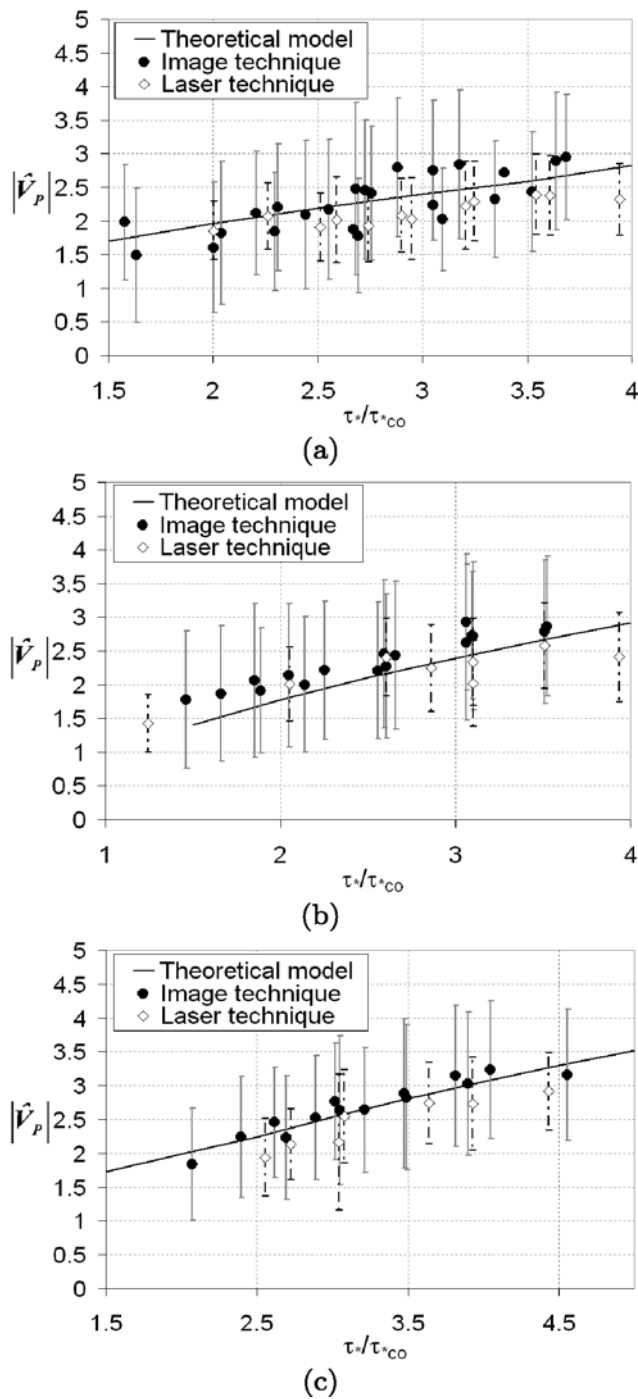 5
4.5
4
3.5
3
2.5
2
1.5
1
0.5
0
|V̂ₚ|
— Theoretical model
● Image technique
◇ Laser technique
1.5 2 2.5 3 3.5 4
τ*/τ*CO
(a)
5
4.5
4
3.5
3
2.5
2
1.5
1
0.5
0
|V̂ₚ|
— Theoretical model
● Image technique
◇ Laser technique
1 2 3 4
τ*/τ*CO
(b)
5
4.5
4
3.5
3
2.5
2
1.5
1
0.5
0
|V̂ₚ|
— Theoretical model
● Image technique
◇ Laser technique
1.5 2.5 3.5 4.5
τ*/τ*CO
(c)